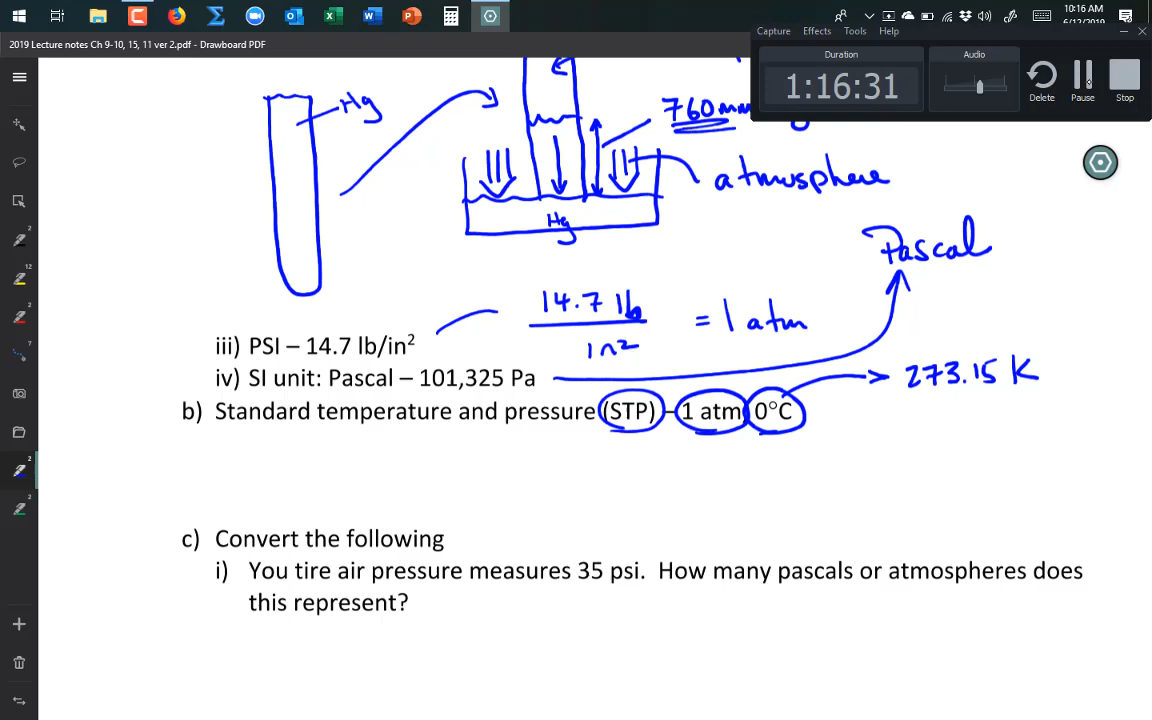 10:16 AM
6/12/2019
2019 Lecture notes Ch 9-10, 15, 11 ver 2.pdf - Drawboard PDF
Capture Effects Tools Help
Duration
Audio
1:16:31
Delete Pause Stop
Hg
760mm
atmosphere
Hg
Pascal
14.7 lb
in² = 1 atm
iii) PSI – 14.7 lb/in²
iv) SI unit: Pascal – 101,325 Pa
273.15 K
b) Standard temperature and pressure (STP) – 1 atm 0°C
c) Convert the following
i) You tire air pressure measures 35 psi. How many pascals or atmospheres does
this represent?